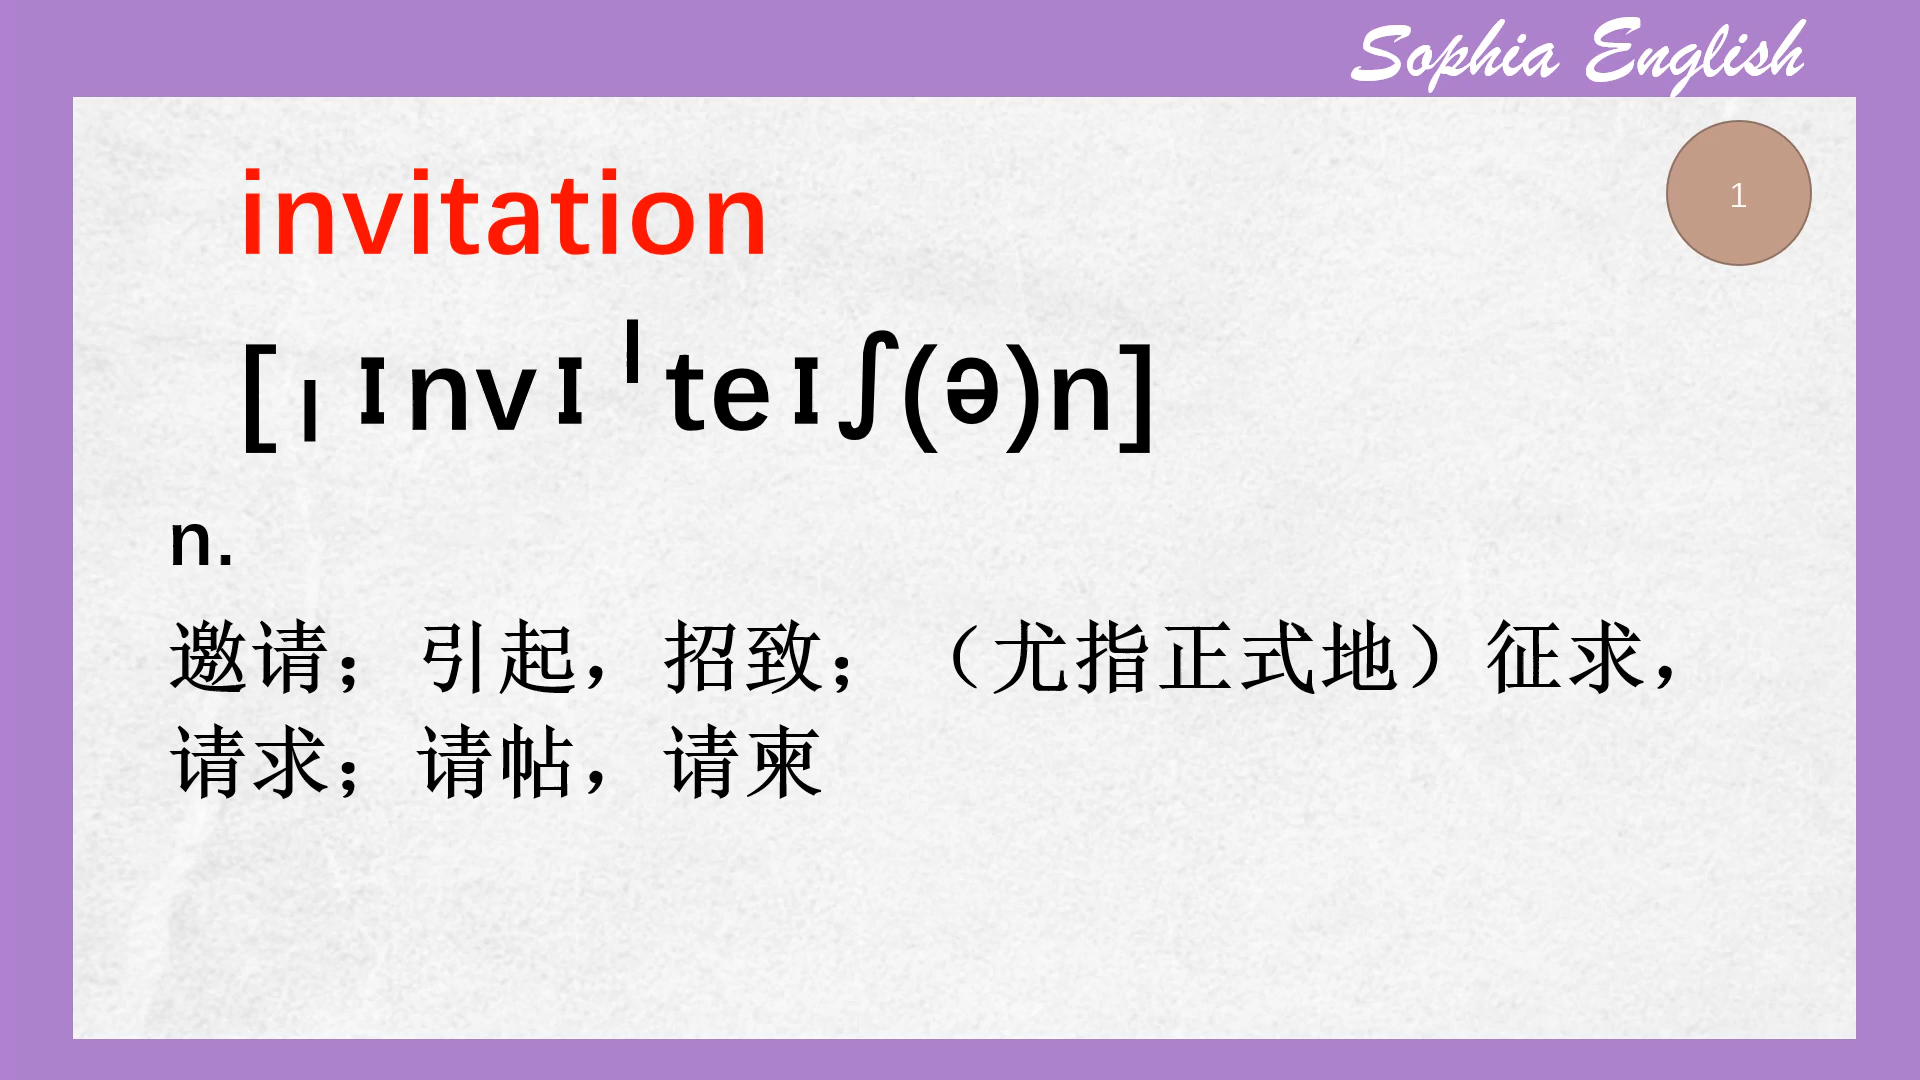 Sophia English
1
invitation
[ˌɪnvɪˈteɪʃ(ə)n]
n.
邀请；引起，招致；（尤指正式地）征求，
请求；请帖，请柬